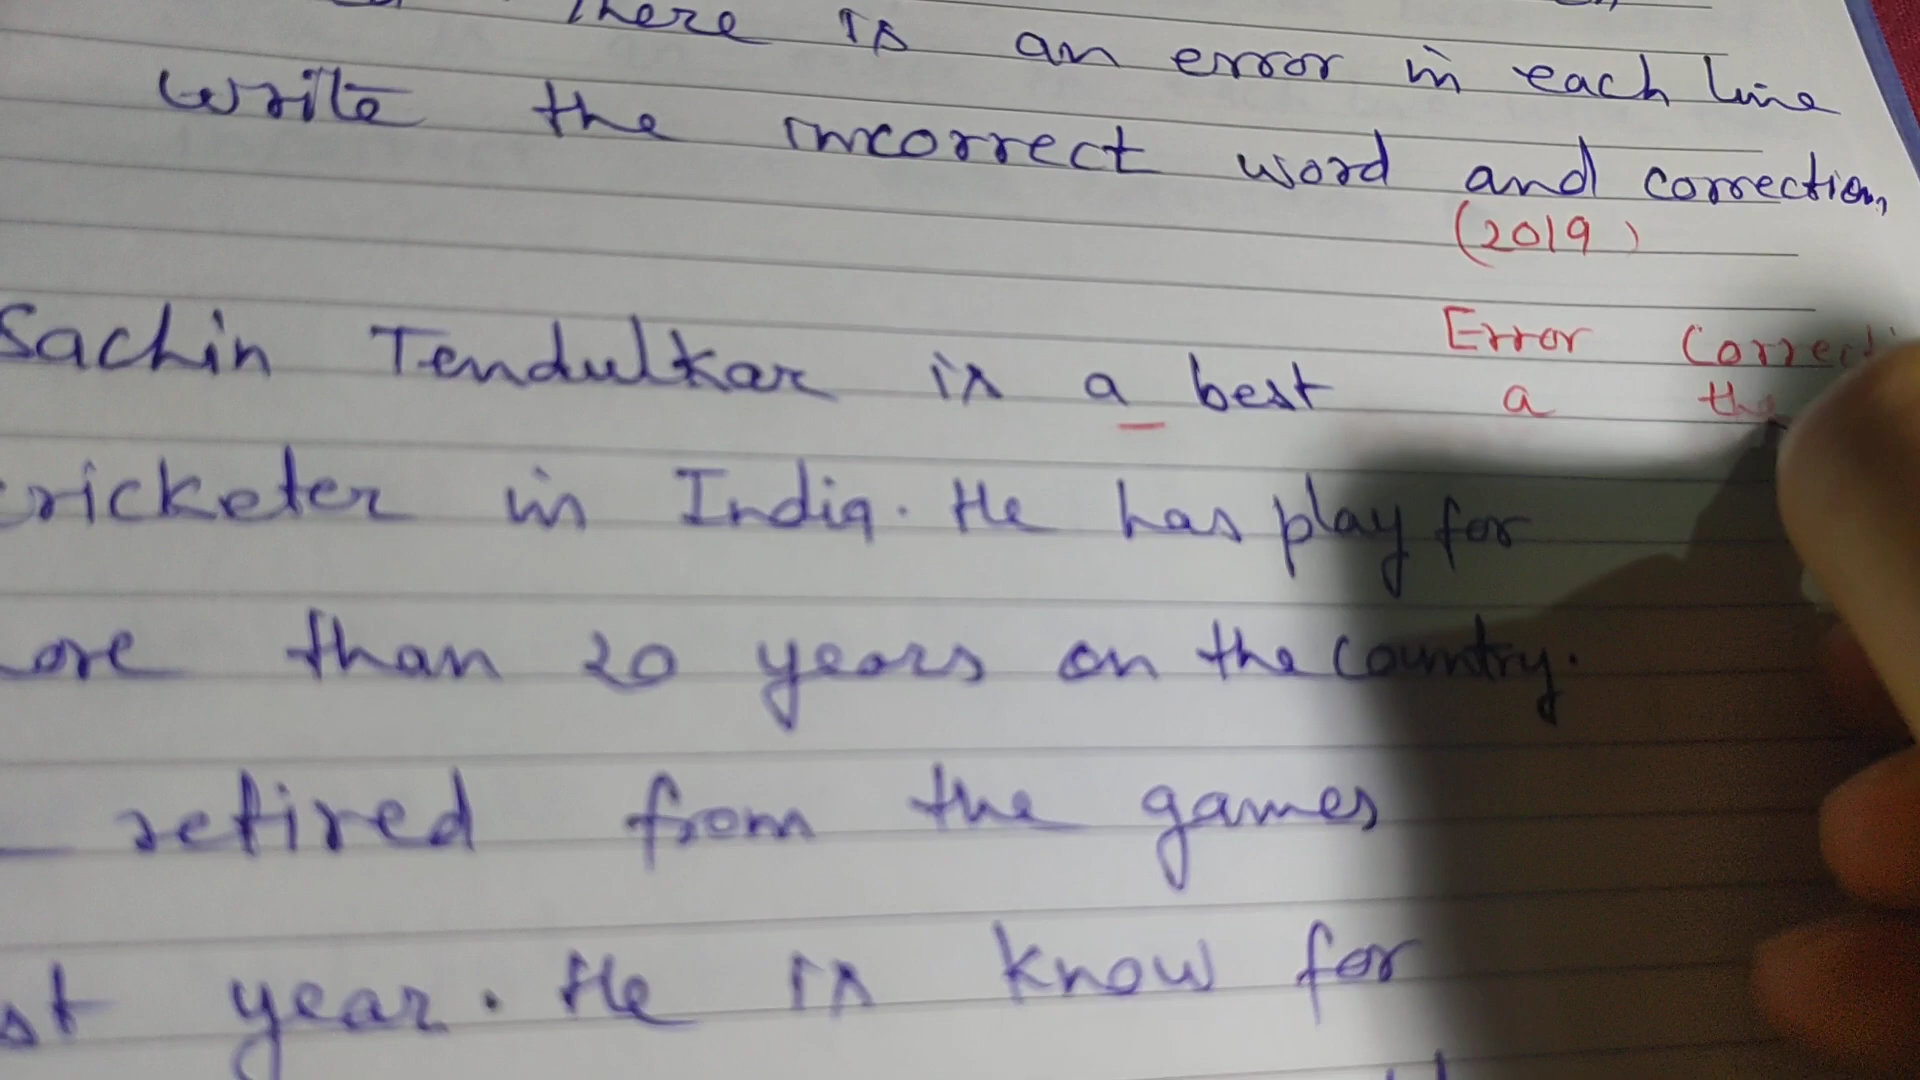 There is an error in each line
write the incorrect word and correction,
(2019)
Error Correcti
Sachin Tendulkar is a best a the
cricketer in India. He has play for
ore than 20 years on the country.
retired from the games
st year. He is know for